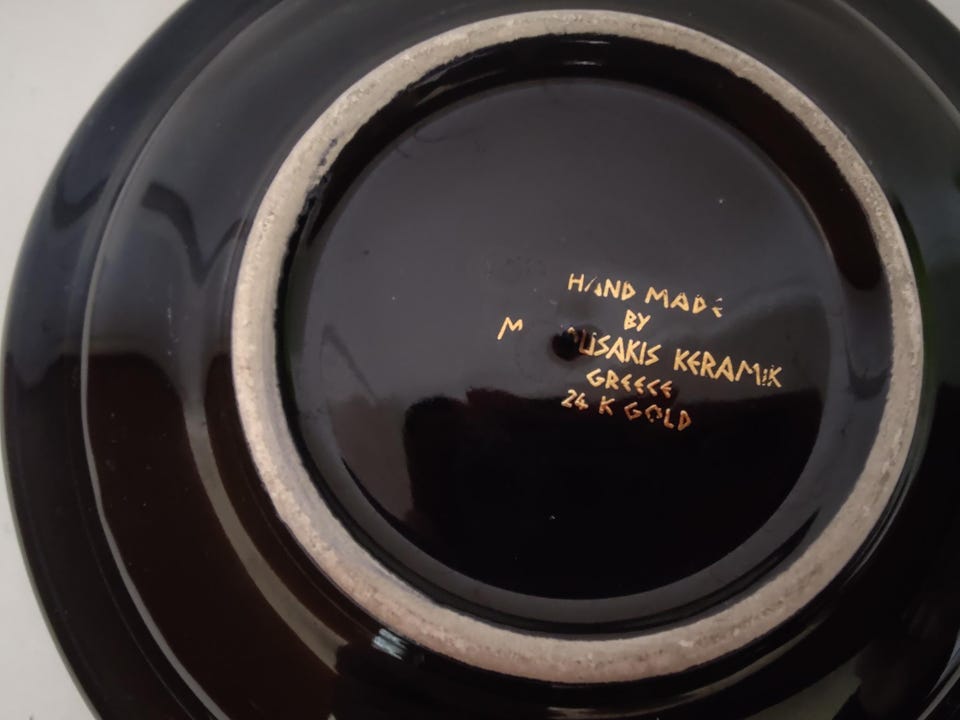 HAND MADE
BY
KERAMIK
GREECE
24 K GOLD